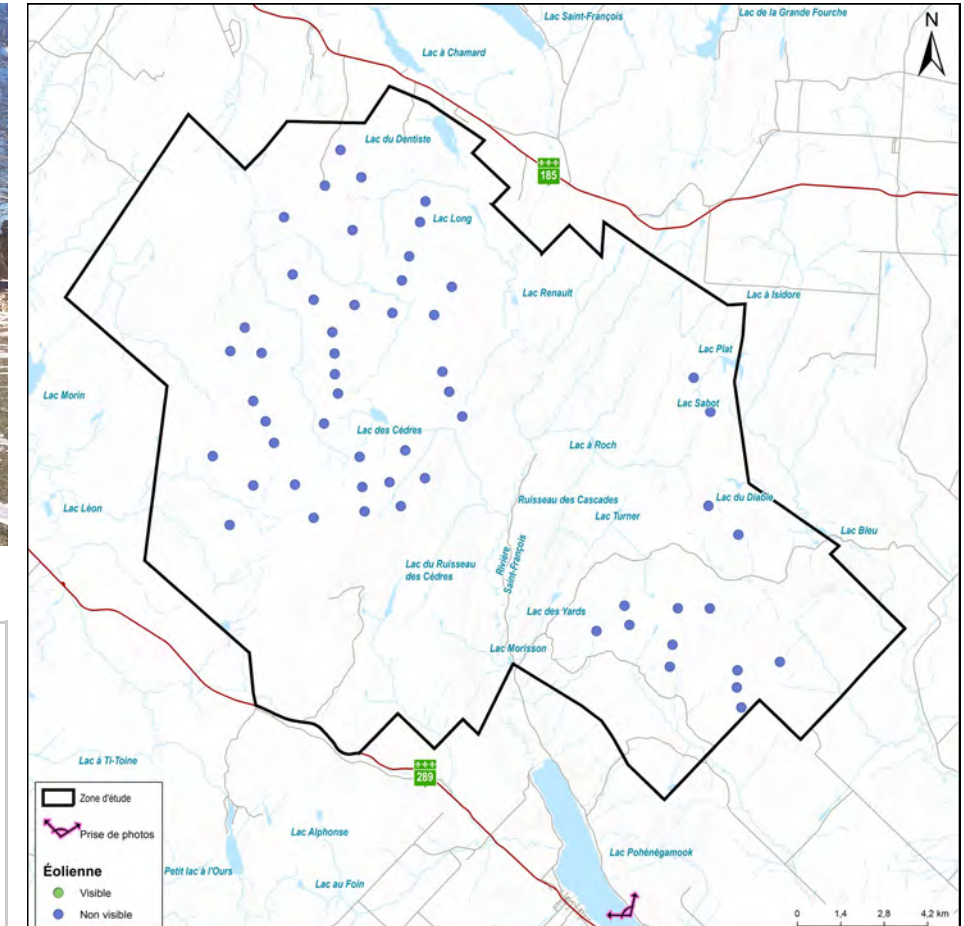 Lac Saint-François
Lac de la Grande Fourche
N
Lac à Chamard
Lac du Dentiste
185
Lac Long
Lac Renault
Lac à Isidore
Lac Plat
Lac Morin
Lac Sabot
Lac des Cèdres
Lac à Roch
Lac Léon
Ruisseau des Cascades
Lac du Diable
Lac Turner
Lac Bleu
Rivière
Saint-François
Lac du Ruisseau
des Cèdres
Lac des Yards
Lac Morisson
Lac à Ti-Toine
289
Zone d'étude
Prise de photos
Lac Alphonse
Lac Pohénégamook
Petit lac à l'Ours
Éolienne
Lac au Foin
Visible
Non visible
0 1,4 2,8 4,2 km